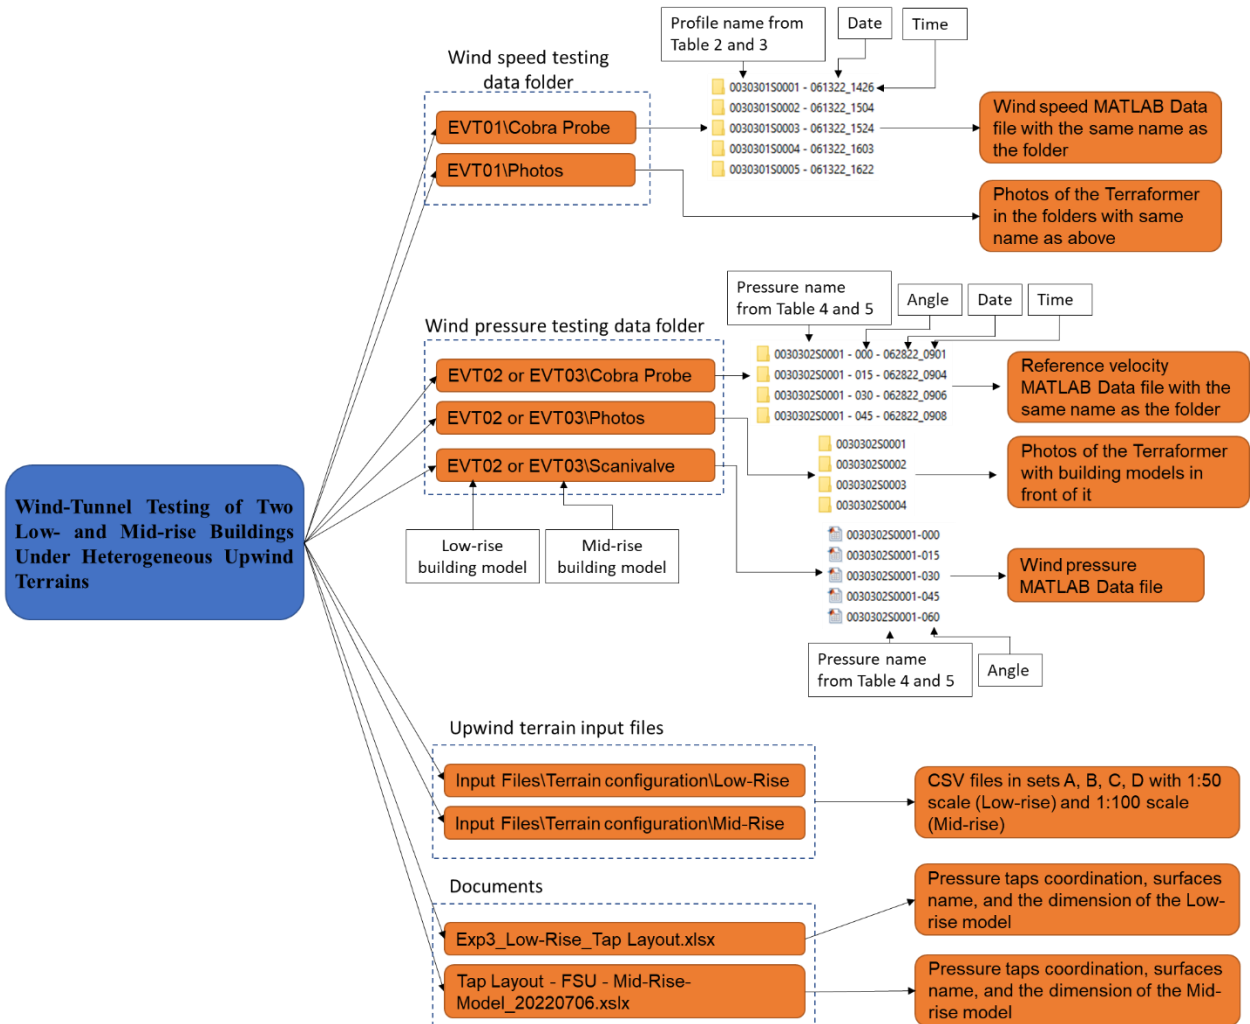 Wind-Tunnel Testing of Two
Low- and Mid-rise Buildings
Under Heterogeneous Upwind
Terrains
Wind speed testing
data folder
EVT01\Cobra Probe
EVT01\Photos
Profile name from
Table 2 and 3
Date
Time
0030301S0001 - 061322_1426
0030301S0002 - 061322_1504
0030301S0003 - 061322_1524
0030301S0004 - 061322_1603
0030301S0005 - 061322_1622
Wind speed MATLAB Data
file with the same name as
the folder
Photos of the Terraformer
in the folders with same
name as above
Wind pressure testing data folder
EVT02 or EVT03\Cobra Probe
EVT02 or EVT03\Photos
EVT02 or EVT03\Scanivalve
Low-rise
building model
Mid-rise
building model
Pressure name
from Table 4 and 5
Angle
Date
Time
0030302S0001 - 000 - 062822_0901
0030302S0001 - 015 - 062822_0904
0030302S0001 - 030 - 062822_0906
0030302S0001 - 045 - 062822_0908
Reference velocity
MATLAB Data file with the
same name as the folder
0030302S0001
0030302S0002
0030302S0003
0030302S0004
Photos of the Terraformer
with building models in
front of it
0030302S0001-000
0030302S0001-015
0030302S0001-030
0030302S0001-045
0030302S0001-060
Wind pressure
MATLAB Data file
Pressure name
from Table 4 and 5
Angle
Upwind terrain input files
Input Files\Terrain configuration\Low-Rise
Input Files\Terrain configuration\Mid-Rise
CSV files in sets A, B, C, D with 1:50
scale (Low-rise) and 1:100 scale
(Mid-rise)
Documents
Exp3_Low-Rise_Tap Layout.xlsx
Tap Layout - FSU - Mid-Rise-
Model_20220706.xslx
Pressure taps coordination, surfaces
name, and the dimension of the Low-
rise model
Pressure taps coordination, surfaces
name, and the dimension of the Mid-
rise model